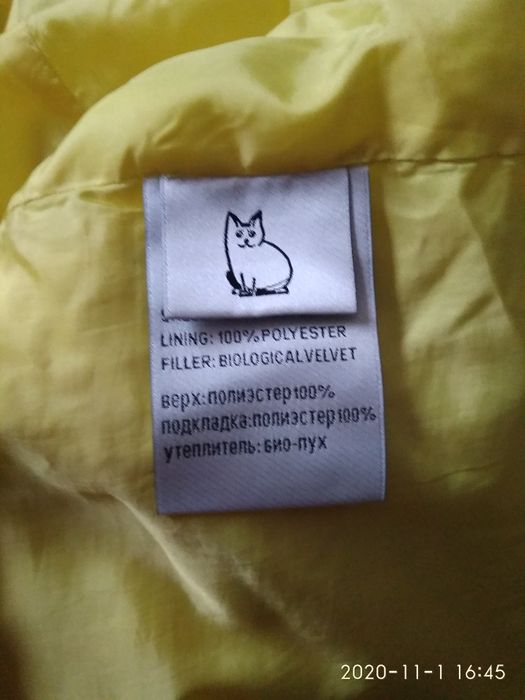 LINING: 100% POLYESTER
FILLER: BIOLOGICALVELVET
Верх:полиэстер100%
подкладка:полиэстер100%
утеплитель:био-пух
2020-11-1 16:45